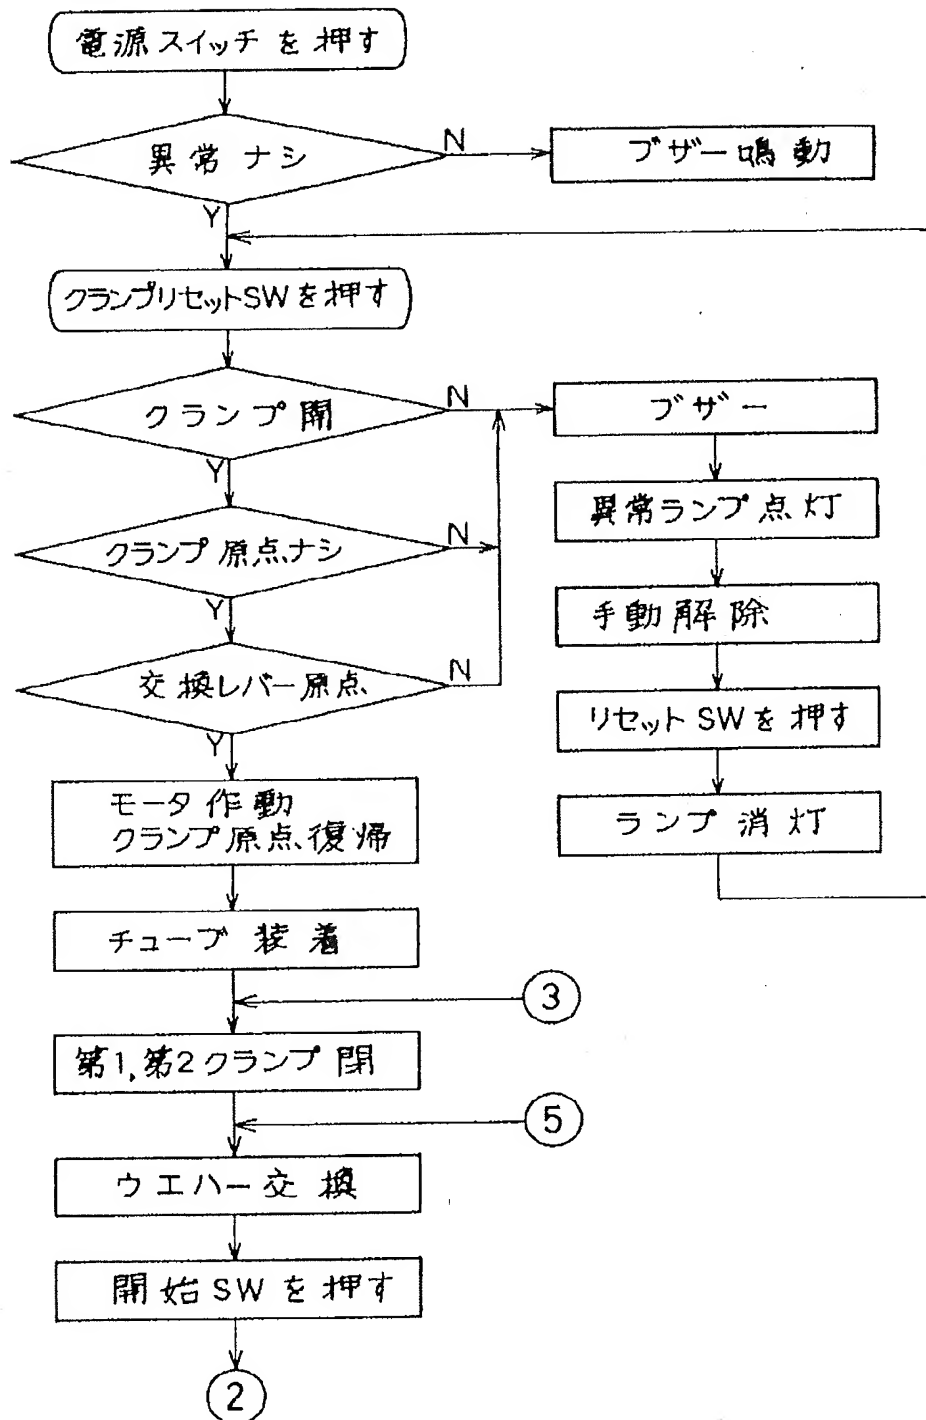 電源スイッチを押す
異常ナシ
N
ブザー鳴動
Y
クランプリセットSWを押す
クランプ開
N
ブザー
Y
異常ランプ点灯
クランプ原点ナシ
N
手動解除
Y
交換レバー原点
N
リセットSWを押す
Y
モータ作動
クランプ原点復帰
ランプ消灯
チューブ装着
③
第1,第2クランプ閉
⑤
ウエハー交換
開始SWを押す
②